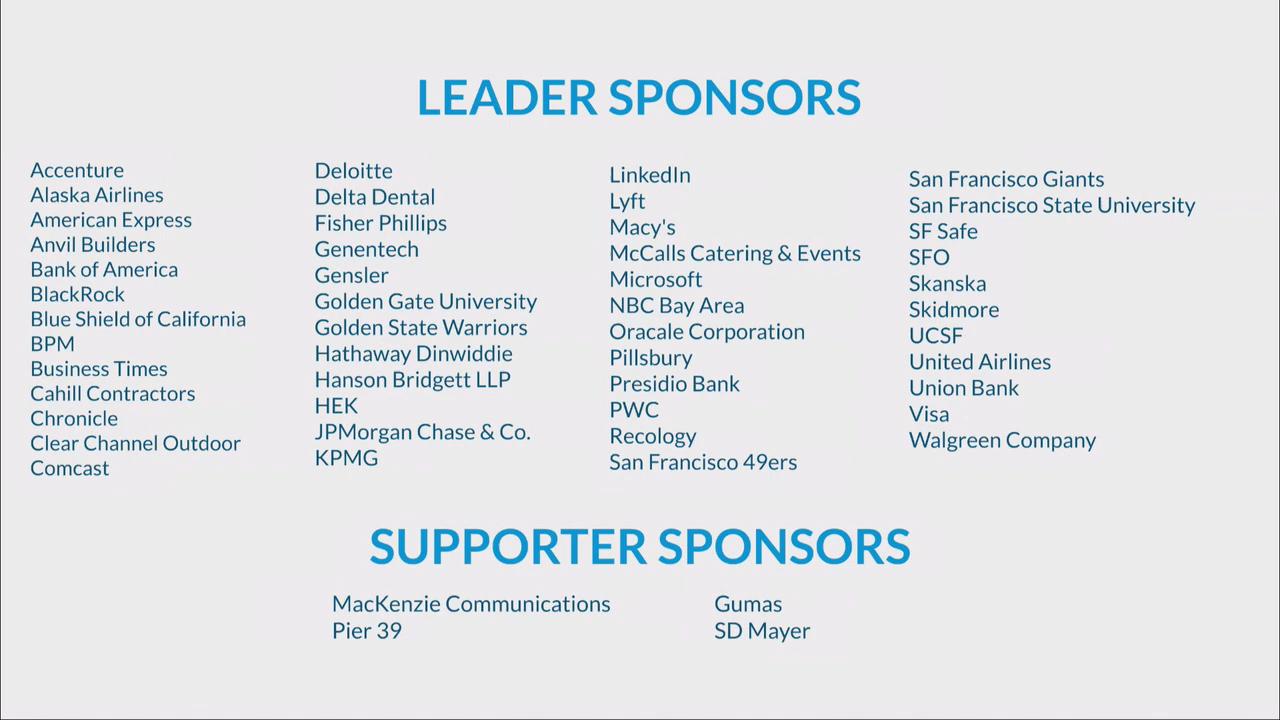 LEADER SPONSORS
Accenture
Alaska Airlines
American Express
Anvil Builders
Bank of America
BlackRock
Blue Shield of California
BPM
Business Times
Cahill Contractors
Chronicle
Clear Channel Outdoor
Comcast
Deloitte
Delta Dental
Fisher Phillips
Genentech
Gensler
Golden Gate University
Golden State Warriors
Hathaway Dinwiddie
Hanson Bridgett LLP
HEK
JPMorgan Chase & Co.
KPMG
LinkedIn
Lyft
Macy's
McCalls Catering & Events
Microsoft
NBC Bay Area
Oracale Corporation
Pillsbury
Presidio Bank
PWC
Recology
San Francisco 49ers
San Francisco Giants
San Francisco State University
SF Safe
SFO
Skanska
Skidmore
UCSF
United Airlines
Union Bank
Visa
Walgreen Company
SUPPORTER SPONSORS
MacKenzie Communications
Pier 39
Gumas
SD Mayer